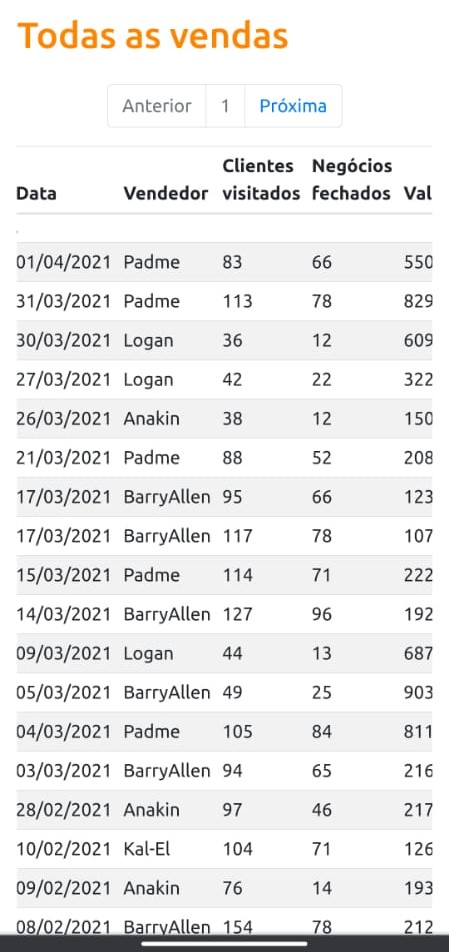 Todas as vendas
Anterior 1 Próxima
Clientes Negócios
Data Vendedor visitados fechados Val
01/04/2021 Padme 83 66 550
31/03/2021 Padme 113 78 829
30/03/2021 Logan 36 12 609
27/03/2021 Logan 42 22 322
26/03/2021 Anakin 38 12 150
21/03/2021 Padme 88 52 208
17/03/2021 BarryAllen 95 66 123
17/03/2021 BarryAllen 117 78 107
15/03/2021 Padme 114 71 222
14/03/2021 BarryAllen 127 96 192
09/03/2021 Logan 44 13 687
05/03/2021 BarryAllen 49 25 903
04/03/2021 Padme 105 84 811
03/03/2021 BarryAllen 94 65 216
28/02/2021 Anakin 97 46 217
10/02/2021 Kal-El 104 71 126
09/02/2021 Anakin 76 14 193
08/02/2021 BarryAllen 154 78 212